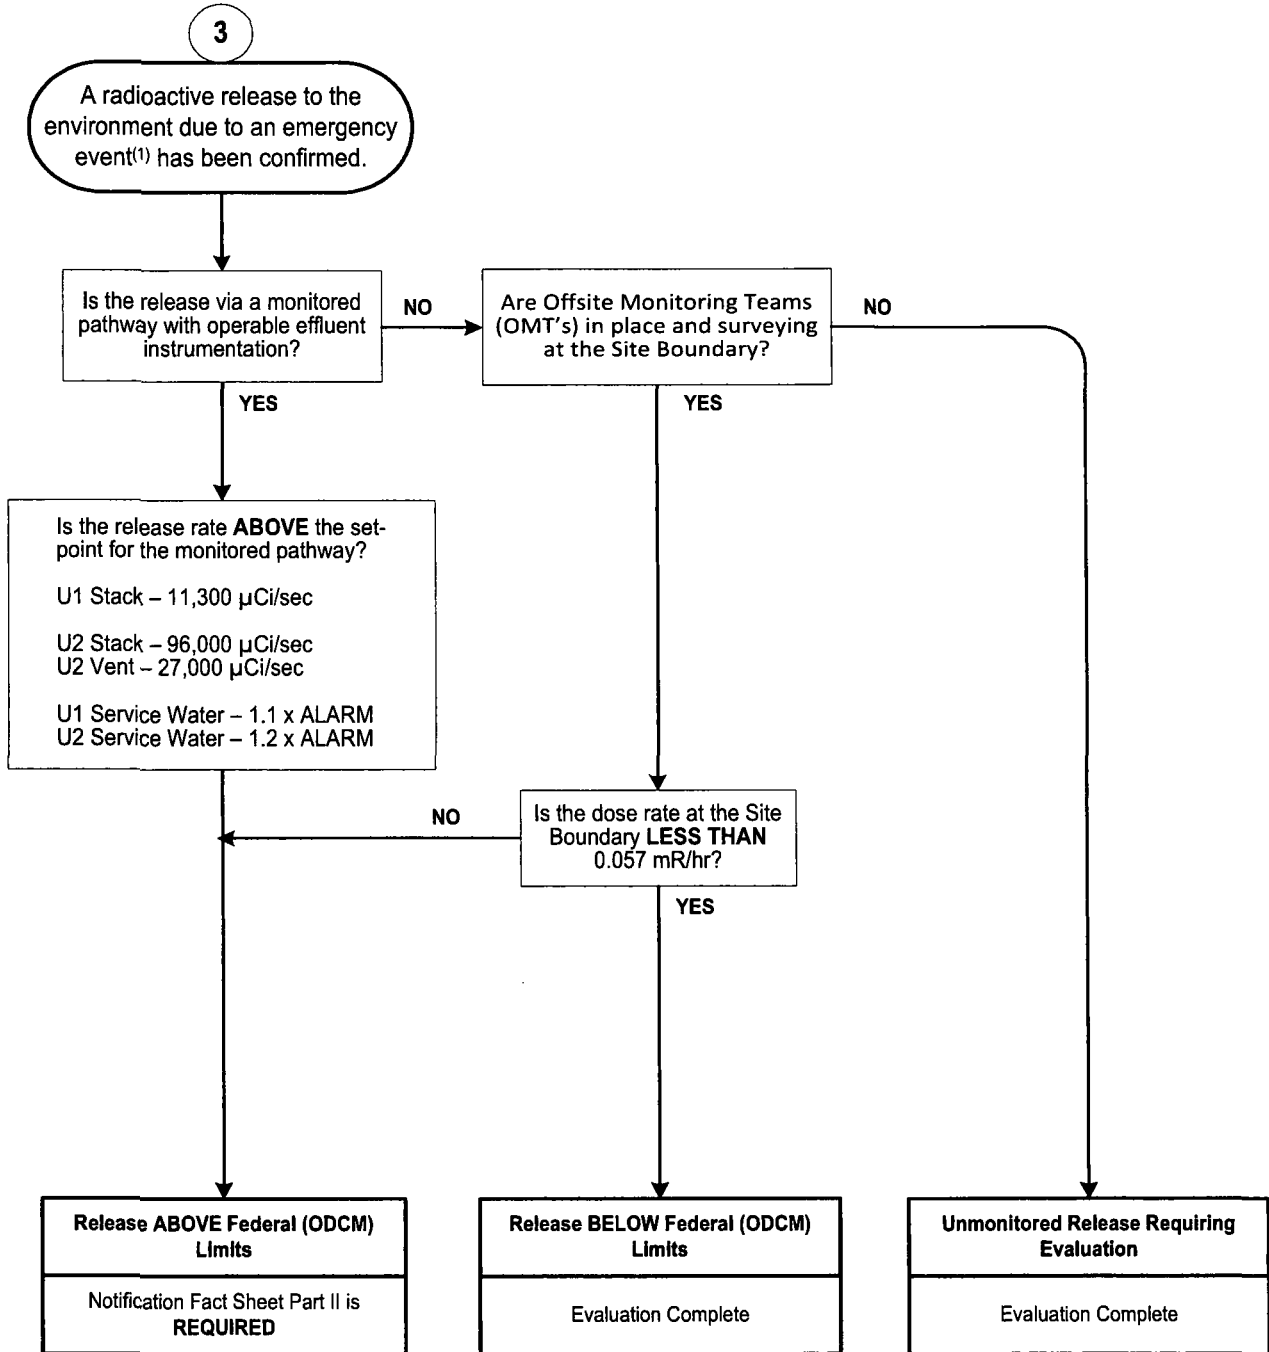 3
A radioactive release to the
environment due to an emergency
event(1) has been confirmed.
Is the release via a monitored
pathway with operable effluent
instrumentation?
NO
Are Offsite Monitoring Teams
(OMT's) in place and surveying
at the Site Boundary?
NO
YES
YES
Is the release rate ABOVE the set-
point for the monitored pathway?
U1 Stack – 11,300 µCi/sec
U2 Stack – 96,000 µCi/sec
U2 Vent – 27,000 µCi/sec
U1 Service Water – 1.1 x ALARM
U2 Service Water – 1.2 x ALARM
NO
Is the dose rate at the Site
Boundary LESS THAN
0.057 mR/hr?
YES
Release ABOVE Federal (ODCM)
Limits
Notification Fact Sheet Part II is
REQUIRED
Release BELOW Federal (ODCM)
Limits
Evaluation Complete
Unmonitored Release Requiring
Evaluation
Evaluation Complete